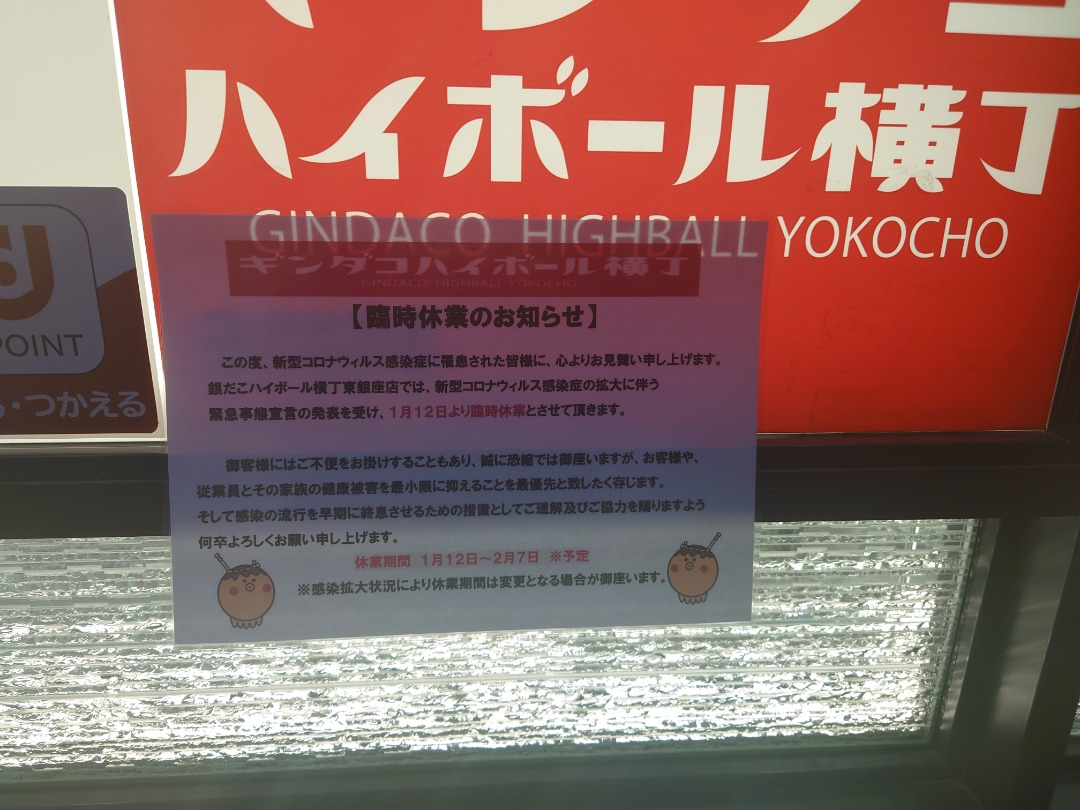 ハイボール横丁
GINDACO HIGHBALL YOKOCHO
POINT
・つかえる
ギンダコハイボール横丁
GINDACO HIGHBALL YOKOCHO
【臨時休業のお知らせ】
この度、新型コロナウィルス感染症に罹患された皆様に、心よりお見舞い申し上げます。
銀だこハイボール横丁東銀座店では、新型コロナウィルス感染症の拡大に伴う
緊急事態宣言の発表を受け、1月12日より臨時休業とさせて頂きます。
御客様にはご不便をお掛けすることもあり、誠に恐縮では御座いますが、お客様や、
従業員とその家族の健康被害を最小限に抑えることを最優先と致したく存じます。
そして感染の流行を早期に終息させるための措置としてご理解及びご協力を賜りますよう
何卒よろしくお願い申し上げます。
休業期間 1月12日～2月7日 ※予定
※感染拡大状況により休業期間は変更となる場合が御座います。